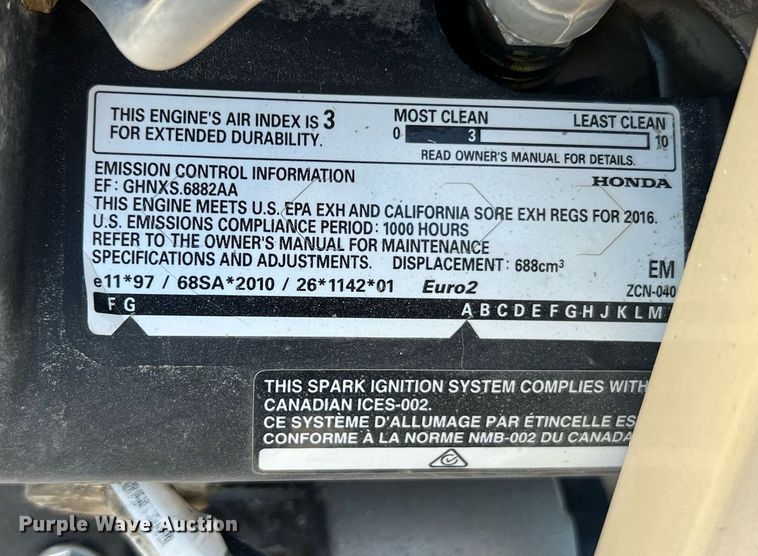 THIS ENGINE'S AIR INDEX IS 3
FOR EXTENDED DURABILITY.
MOST CLEAN LEAST CLEAN
0 3 10
READ OWNER'S MANUAL FOR DETAILS.
EMISSION CONTROL INFORMATION HONDA
EF: GHNXS.6882AA
THIS ENGINE MEETS U.S. EPA EXH AND CALIFORNIA SORE EXH REGS FOR 2016.
U.S. EMISSIONS COMPLIANCE PERIOD: 1000 HOURS
REFER TO THE OWNER'S MANUAL FOR MAINTENANCE
SPECIFICATIONS AND ADJUSTMENTS. DISPLACEMENT: 688cm³ EM
e11*97 / 68SA*2010 / 26*1142*01 Euro2 ZCN-040
F G A B C D E F G H J K L M
THIS SPARK IGNITION SYSTEM COMPLIES WITH
CANADIAN ICES-002.
CE SYSTÈME D'ALLUMAGE PAR ÉTINCELLE ES
CONFORME À LA NORME NMB-002 DU CANADA
Purple Wave Auction